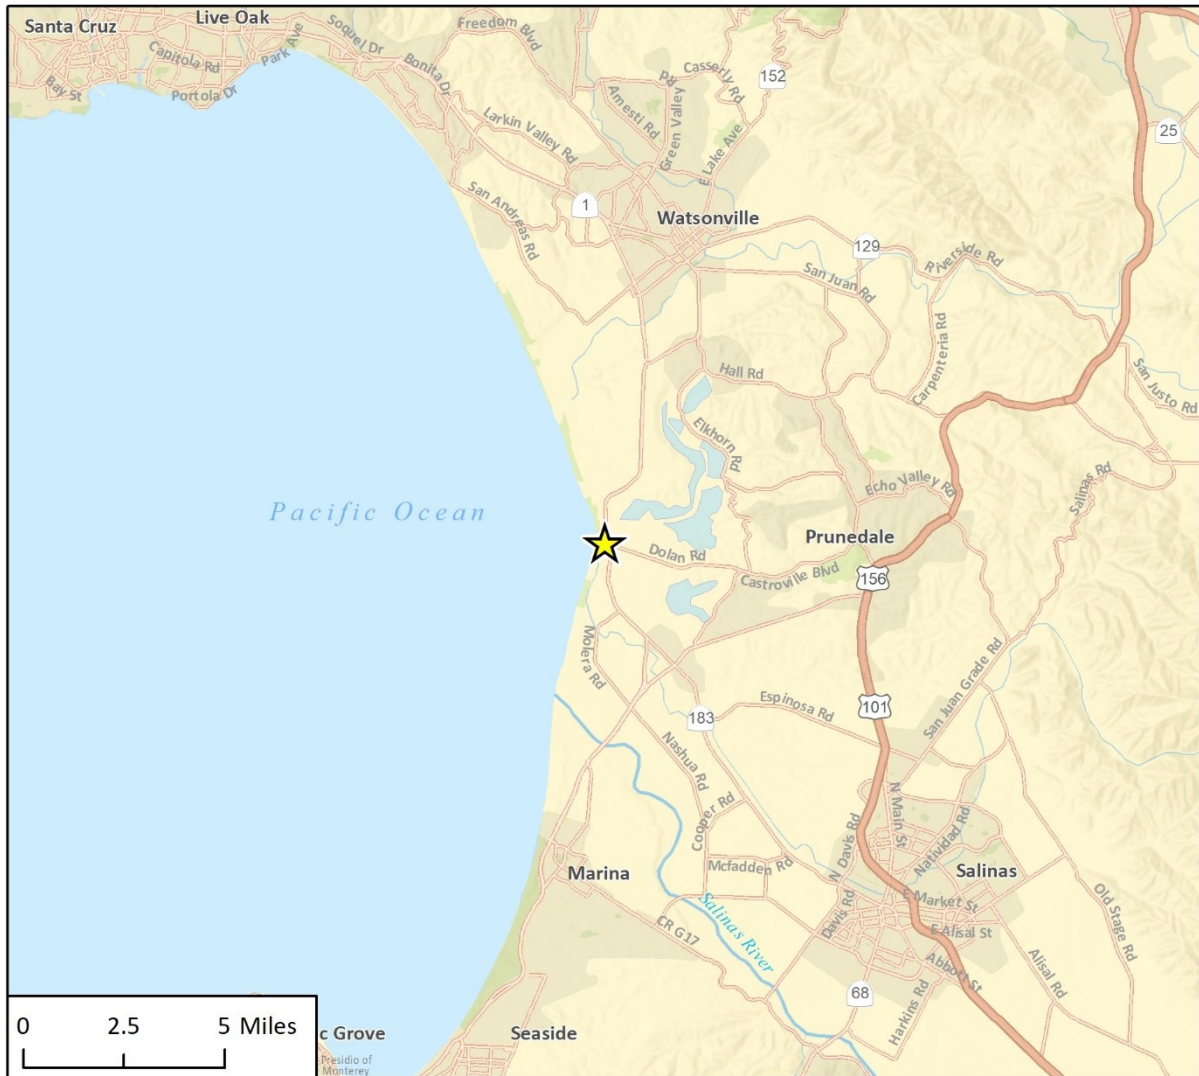 Live Oak
Santa Cruz
Soquel Dr
Freedom Blvd
Capitola Rd
Park Ave
Bonita Dr
Bay St
Portola Dr
Casserly Rd
152
Amesti Rd
Green Valley Rd
25
Larkin Valley Rd
E Lake Ave
San Andreas Rd
1
Watsonville
129
Riverside Rd
San Juan Rd
Carpenteria Rd
Hall Rd
San Justo Rd
Elkhorn Rd
Echo Valley Rd
Salinas Rd
Pacific Ocean
Prunedale
Dolan Rd
Castroville Blvd
156
Molera Rd
San Juan Grade Rd
Espinosa Rd
183
101
Nashua Rd
Cooper Rd
N Main St
Natividad Rd
N Davis Rd
Mcfadden Rd
Marina
Salinas
E Market St
Old Stage Rd
Salinas River
Davis Rd
CR G17
E Alisal St
Alisal Rd
Abbott St
68
Harkins Rd
0 2.5 5 Miles
c Grove
Seaside
Presidio of
Monterey